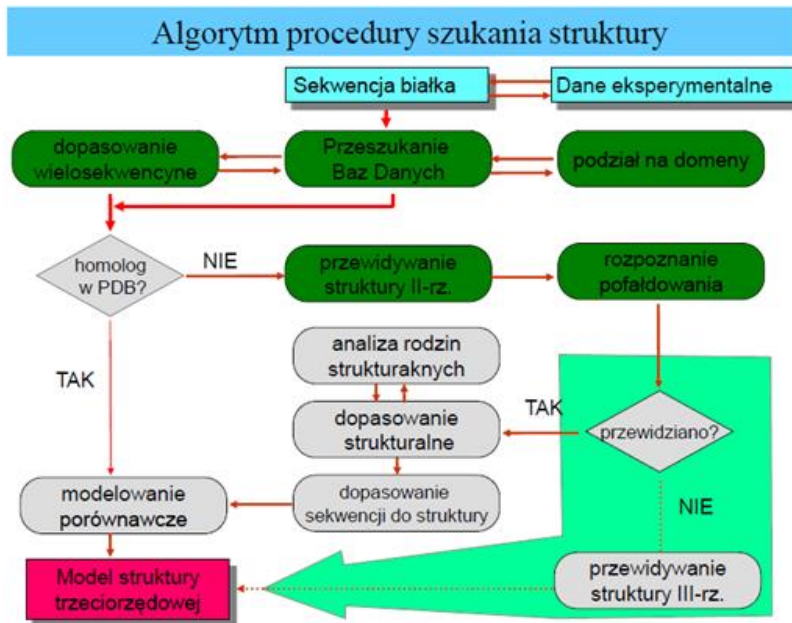 Algorytm procedury szukania struktury
Sekwencja białka
Dane eksperymentalne
dopasowanie
wielosekwencyne
Przeszukanie
Baz Danych
podział na domeny
homolog
w PDB?
NIE
przewidywanie
struktury II-rz.
rozpoznanie
pofałdowania
analiza rodzin
strukturaknych
TAK
dopasowanie
strukturalne
TAK
przewidziano?
dopasowanie
sekwencji do struktury
modelowanie
porównawcze
NIE
Model struktury
trzeciorzędowej
przewidywanie
struktury III-rz.